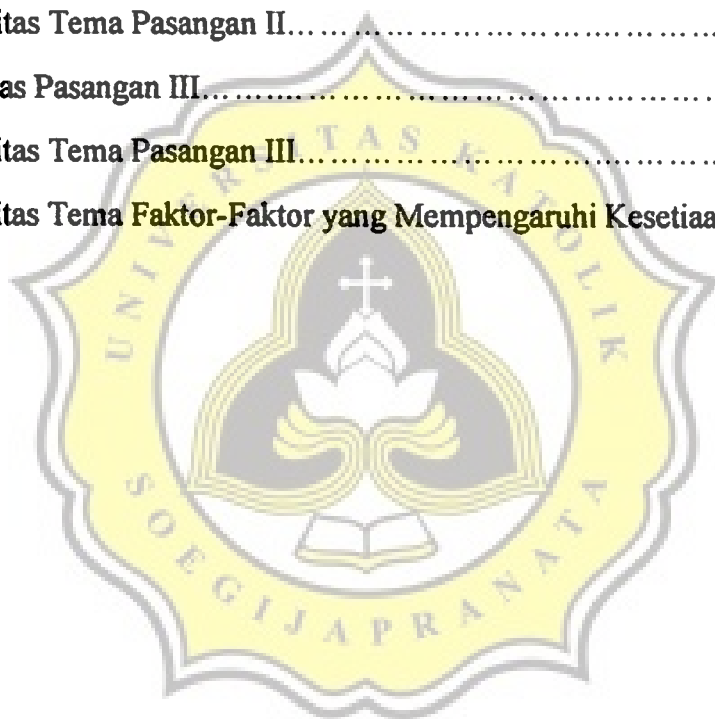 itas Tema Pasangan II……………………………………
as Pasangan III………………………………………………
itas Tema Pasangan III……………………………………
itas Tema Faktor-Faktor yang Mempengaruhi Kesetiaa
UNIVERSITAS KATOLIK
SOEGIJAPRANATA